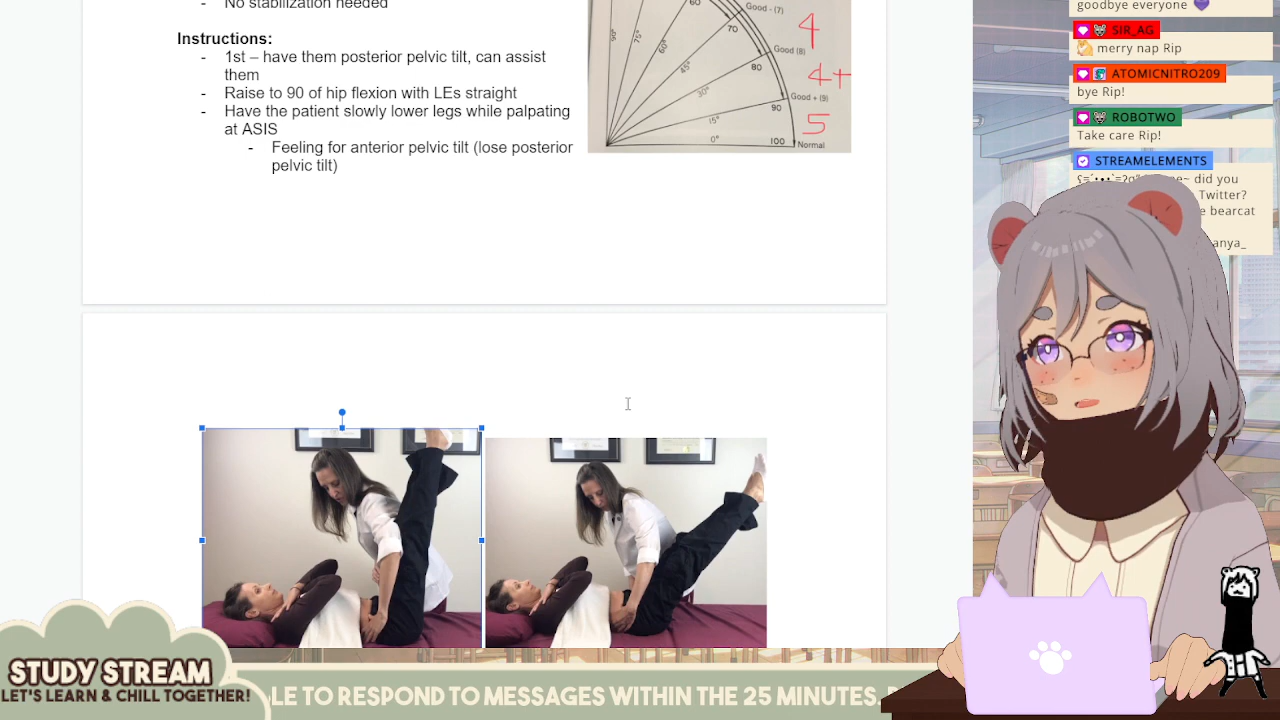 - No stabilization needed
Instructions:
- 1st – have them posterior pelvic tilt, can assist
them
- Raise to 90 of hip flexion with LEs straight
- Have the patient slowly lower legs while palpating
at ASIS
- Feeling for anterior pelvic tilt (lose posterior
pelvic tilt)
60
Good - (7)
4
90°
75°
60°
70
Good (8)
45°
80
4+
30°
Good + (9)
90
5
15°
0°
100
Normal
goodbye everyone
SIR_AG
merry nap Rip
ATOMICNITRO209
bye Rip!
ROBOTWO
Take care Rip!
STREAMELEMENTS
did you
Twitter?
bearcat
anya_
STUDY STREAM
LET'S LEARN & CHILL TOGETHER!
LE TO RESPOND TO MESSAGES WITHIN THE 25 MINUTES.